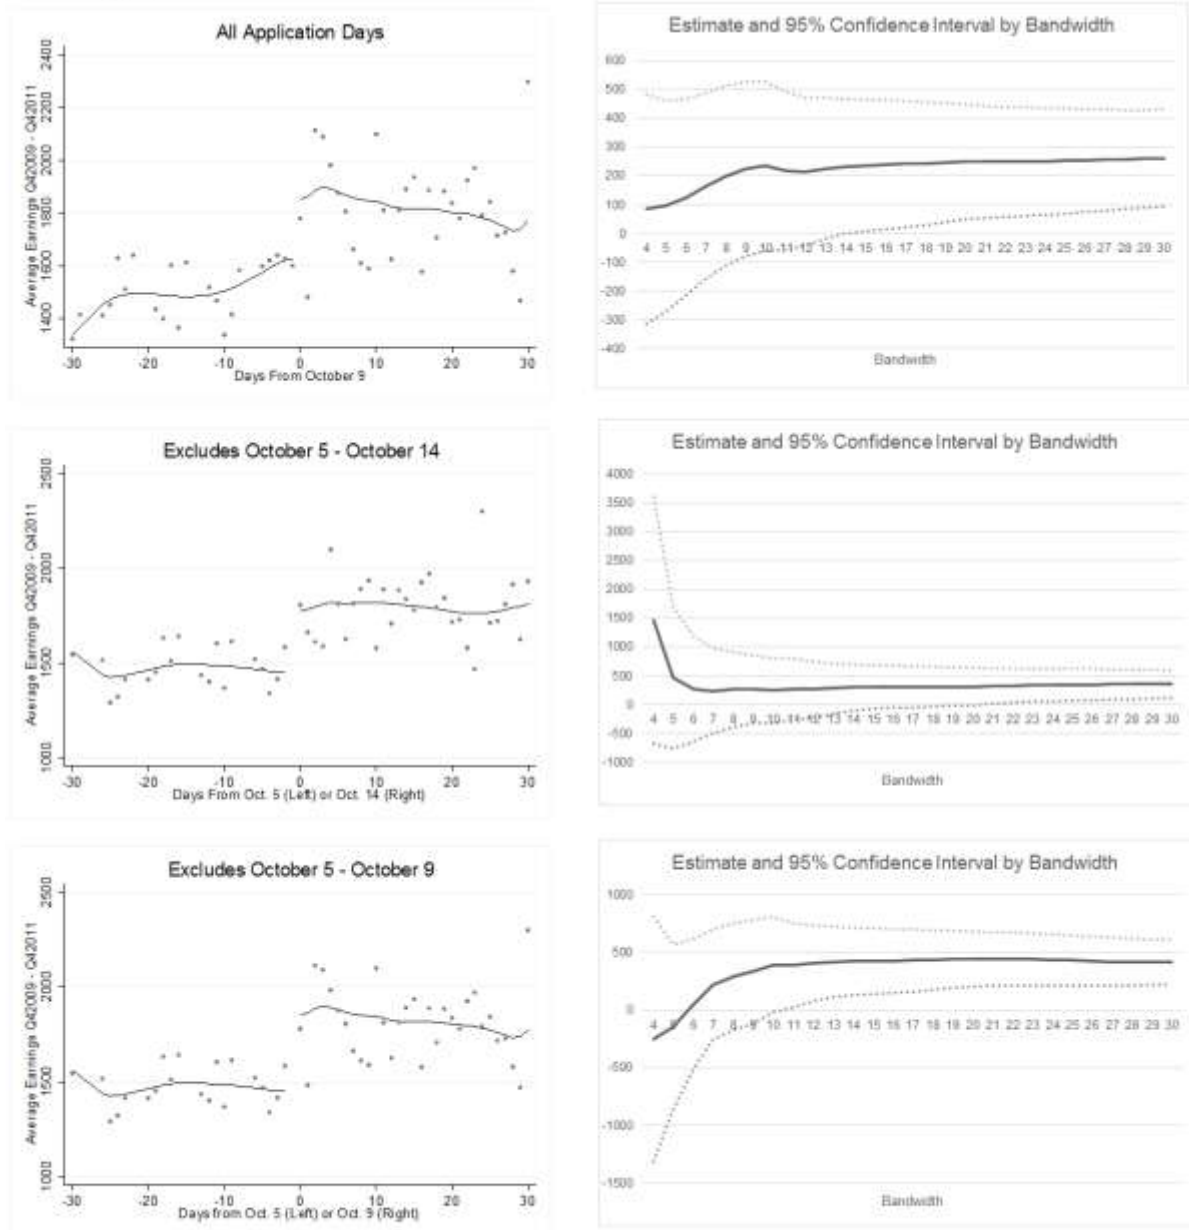 All Application Days
Average Earnings Q42009 - Q42011
2400
2200
2000
1800
1600
1400
-30 -20 -10 0 10 20 30
Days From October 9
Estimate and 95% Confidence Interval by Bandwidth
600
500
400
300
200
100
0
-100
-200
-300
-400
4 5 6 7 8 9 10 11 12 13 14 15 16 17 18 19 20 21 22 23 24 25 26 27 28 29 30
Bandwidth
Excludes October 5 - October 14
Average Earnings Q42009 - Q42011
2500
2000
1500
1000
-30 -20 -10 0 10 20 30
Days From Oct. 5 (Left) or Oct. 14 (Right)
Estimate and 95% Confidence Interval by Bandwidth
4000
3500
3000
2500
2000
1500
1000
500
0
-500
-1000
4 5 6 7 8 9 10 11 12 13 14 15 16 17 18 19 20 21 22 23 24 25 26 27 28 29 30
Bandwidth
Excludes October 5 - October 9
Average Earnings Q42009 - Q42011
2500
2000
1500
1000
-30 -20 -10 0 10 20 30
Days from Oct. 5 (Left) or Oct. 9 (Right)
Estimate and 95% Confidence Interval by Bandwidth
1000
500
0
-500
-1000
-1500
4 5 6 7 8 9 10 11 12 13 14 15 16 17 18 19 20 21 22 23 24 25 26 27 28 29 30
Bandwidth